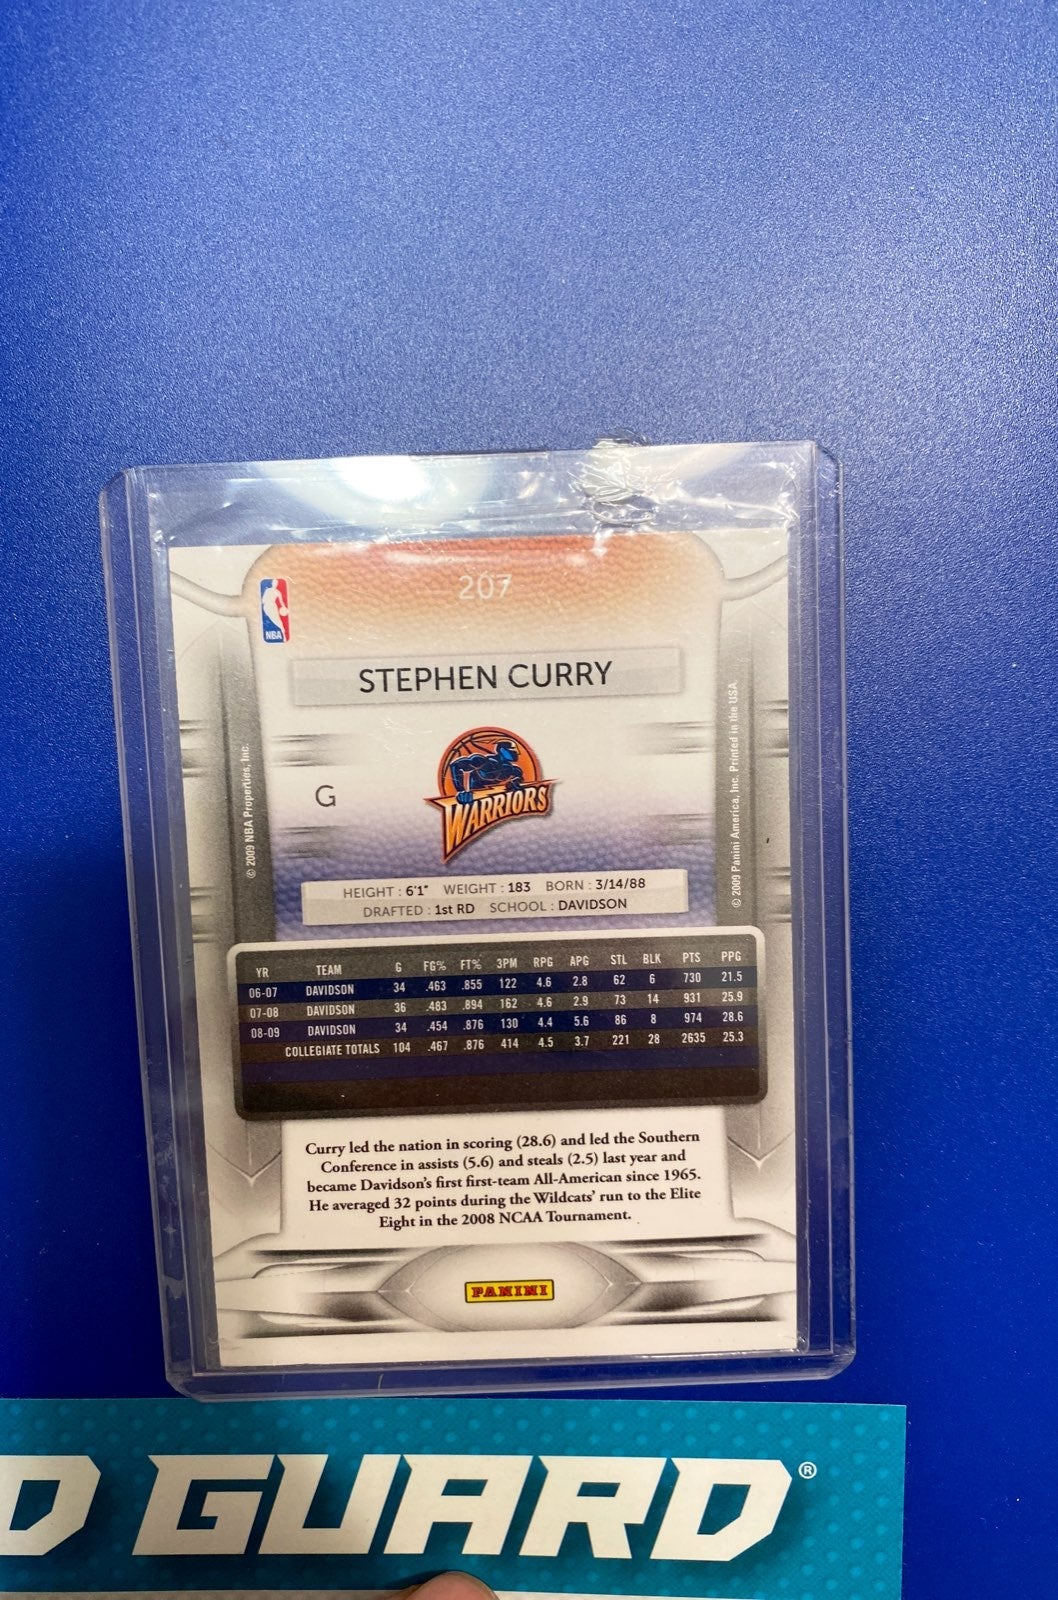 207
NBA
STEPHEN CURRY
© 2009 NBA Properties, Inc.
© 2009 Panini America, Inc. Printed in the USA.
G
WARRIORS
HEIGHT : 6'1" WEIGHT : 183 BORN : 3/14/88
DRAFTED : 1st RD SCHOOL : DAVIDSON
YR TEAM G FG% FT% 3PM RPG APG STL BLK PTS PPG
06-07 DAVIDSON 34 .463 .855 122 4.6 2.8 62 6 730 21.5
07-08 DAVIDSON 36 .483 .894 162 4.6 2.9 73 14 931 25.9
08-09 DAVIDSON 34 .454 .876 130 4.4 5.6 86 8 974 28.6
COLLEGIATE TOTALS 104 .467 .876 414 4.5 3.7 221 28 2635 25.3
Curry led the nation in scoring (28.6) and led the Southern
Conference in assists (5.6) and steals (2.5) last year and
became Davidson's first first-team All-American since 1965.
He averaged 32 points during the Wildcats' run to the Elite
Eight in the 2008 NCAA Tournament.
PANINI
D GUARD®